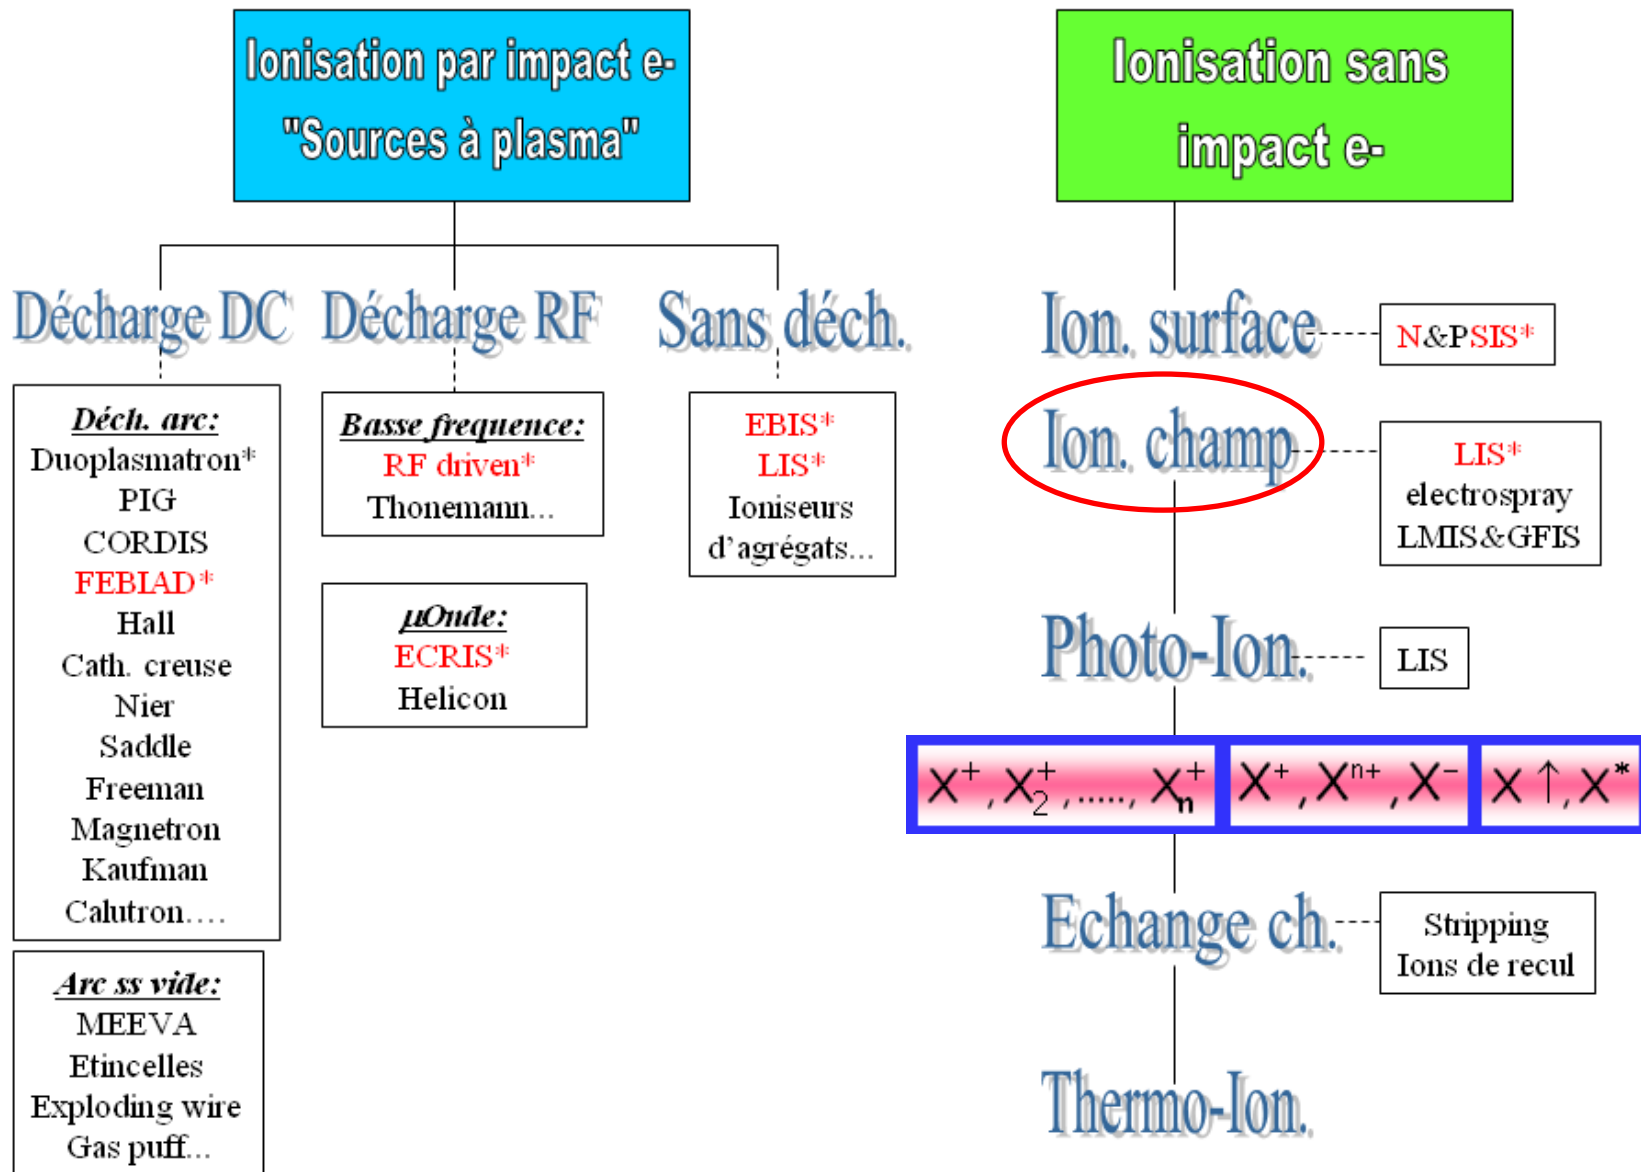 Ionisation par impact e-
"Sources à plasma"
Décharge DC
Déch. arc:
Duoplasmatron*
PIG
CORDIS
FEBIAD*
Hall
Cath. creuse
Nier
Saddle
Freeman
Magnetron
Kaufman
Calutron....
Arc ss vide:
MEEVA
Etincelles
Exploding wire
Gas puff...
Décharge RF
Basse frequence:
RF driven*
Thonemann...
µOnde:
ECRIS*
Helicon
Sans déch.
EBIS*
LIS*
Ioniseurs
d’agrégats...
Ionisation sans
impact e-
Ion. surface
N&PSIS*
Ion. champ
LIS*
electrospray
LMIS&GFIS
Photo-Ion.
LIS
X⁺, X₂⁺, ....., Xₙ⁺
X⁺, Xⁿ⁺, X⁻
X ↑, X*
Echange ch.
Stripping
Ions de recul
Thermo-Ion.